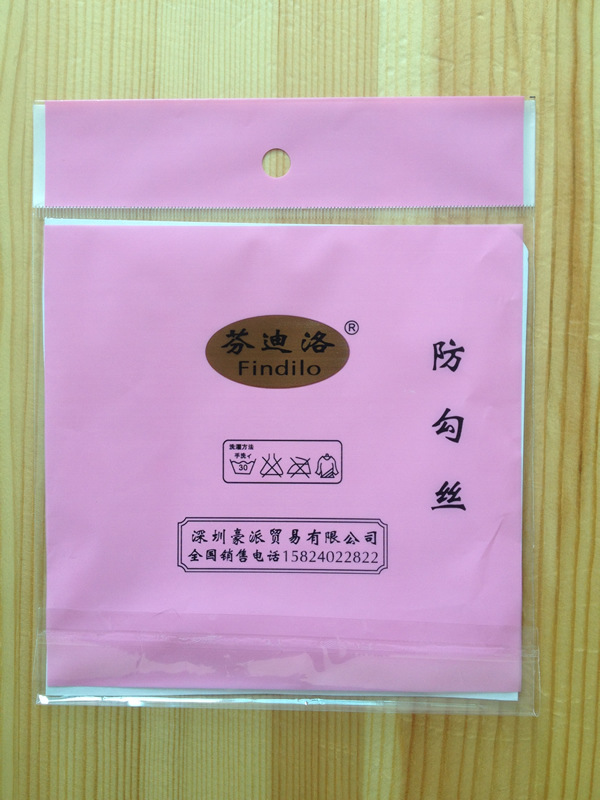 芬迪洛
®
Findilo
防勾丝
洗濯方法
手洗イ
30
深圳豪派贸易有限公司
全国销售电话15824022822